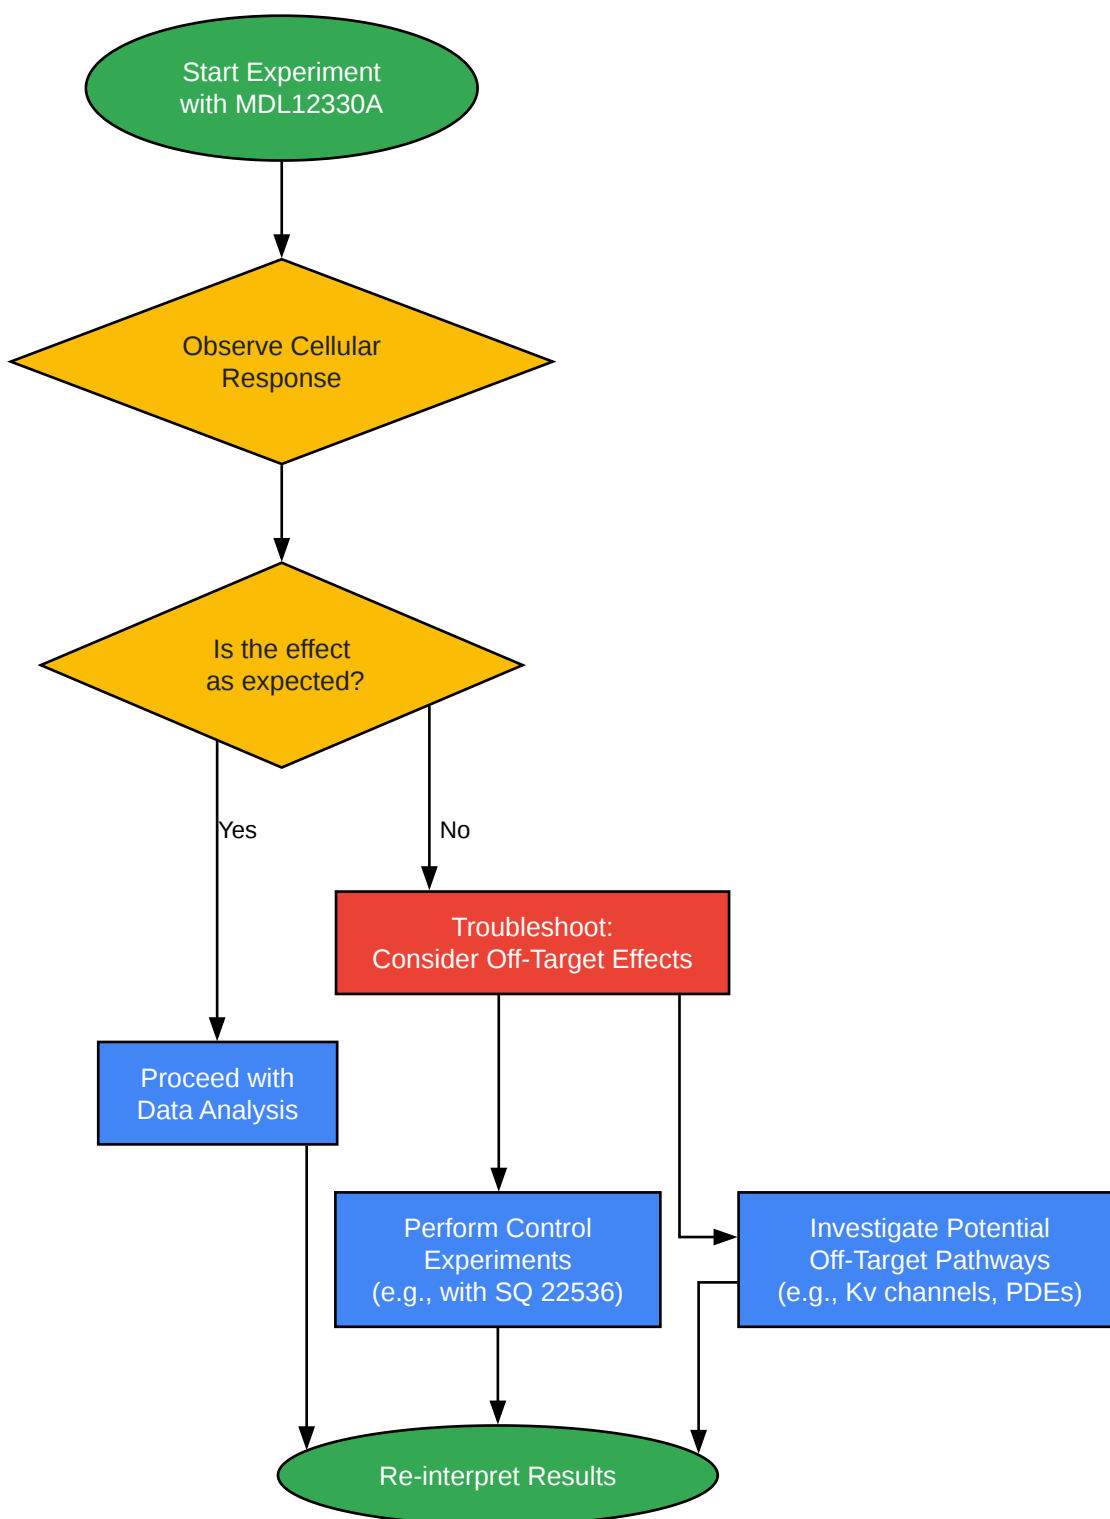 Start Experiment
with MDL12330A
Observe Cellular
Response
Is the effect
as expected?
Yes
No
Troubleshoot:
Consider Off-Target Effects
Proceed with
Data Analysis
Perform Control
Experiments
(e.g., with SQ 22536)
Investigate Potential
Off-Target Pathways
(e.g., Kv channels, PDEs)
Re-interpret Results